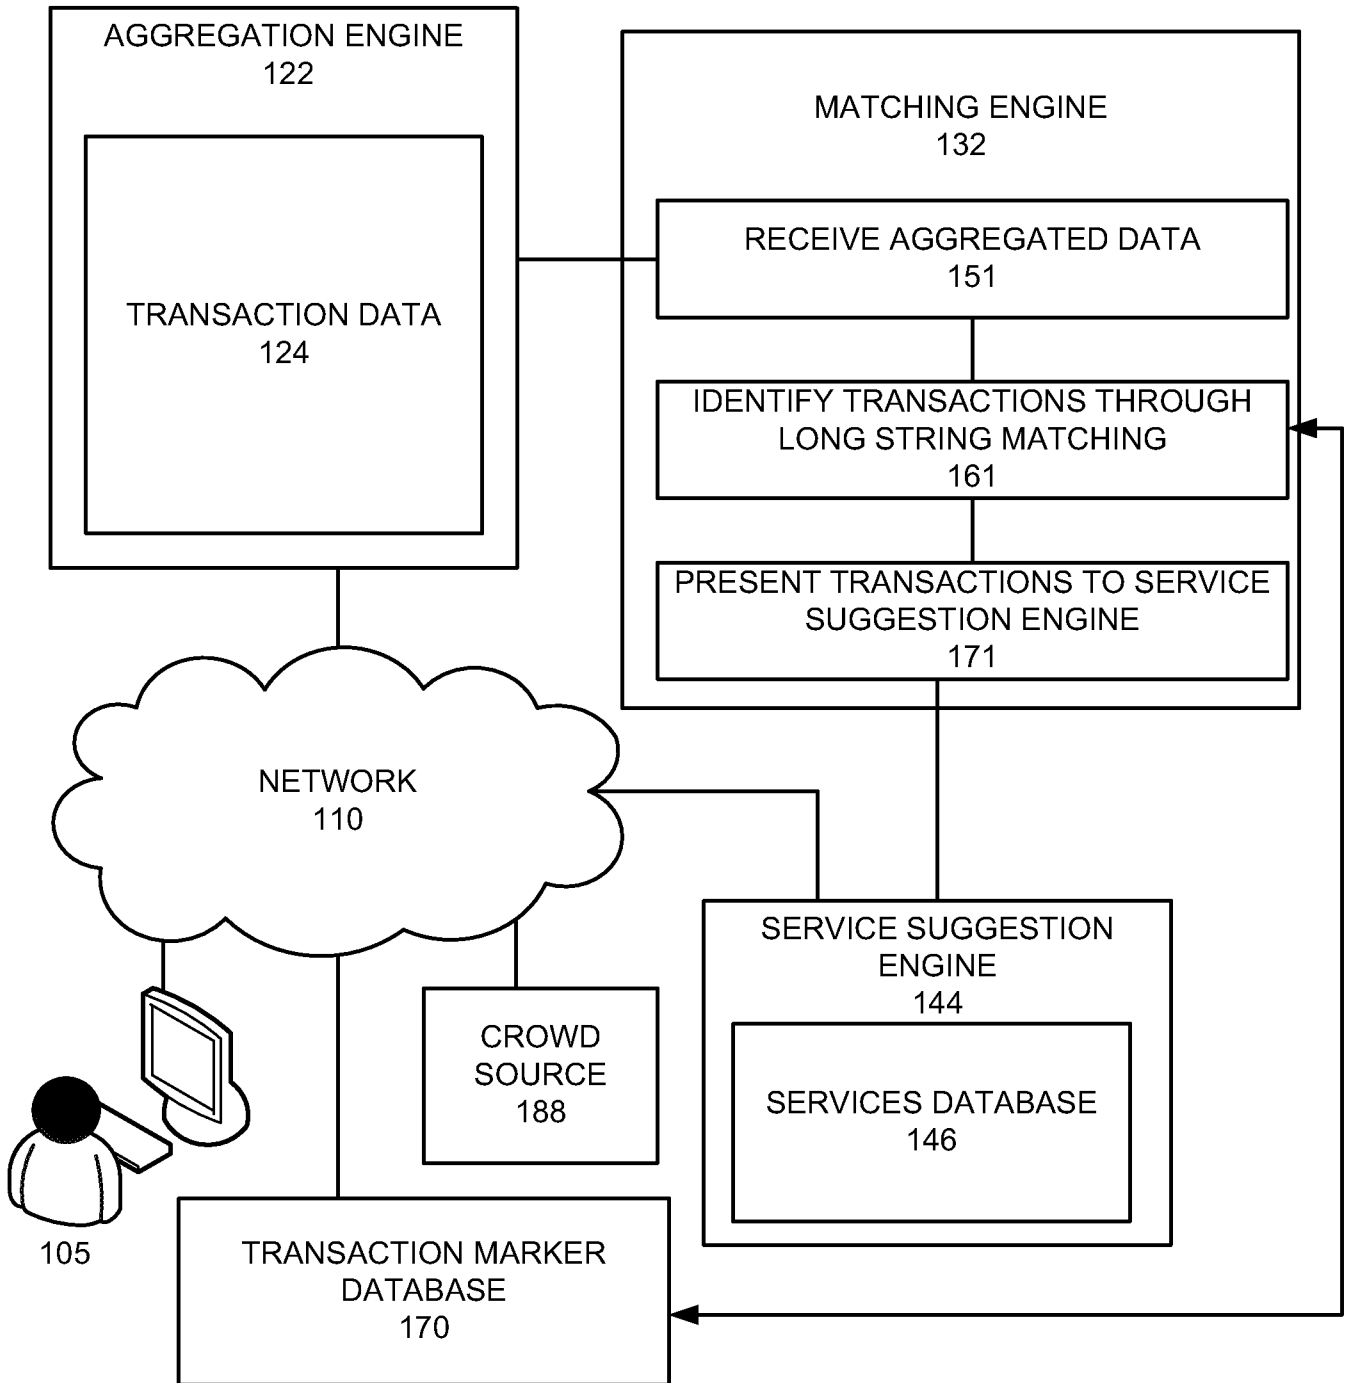 AGGREGATION ENGINE
122
TRANSACTION DATA
124
MATCHING ENGINE
132
RECEIVE AGGREGATED DATA
151
IDENTIFY TRANSACTIONS THROUGH
LONG STRING MATCHING
161
PRESENT TRANSACTIONS TO SERVICE
SUGGESTION ENGINE
171
NETWORK
110
SERVICE SUGGESTION
ENGINE
144
SERVICES DATABASE
146
CROWD
SOURCE
188
105
TRANSACTION MARKER
DATABASE
170